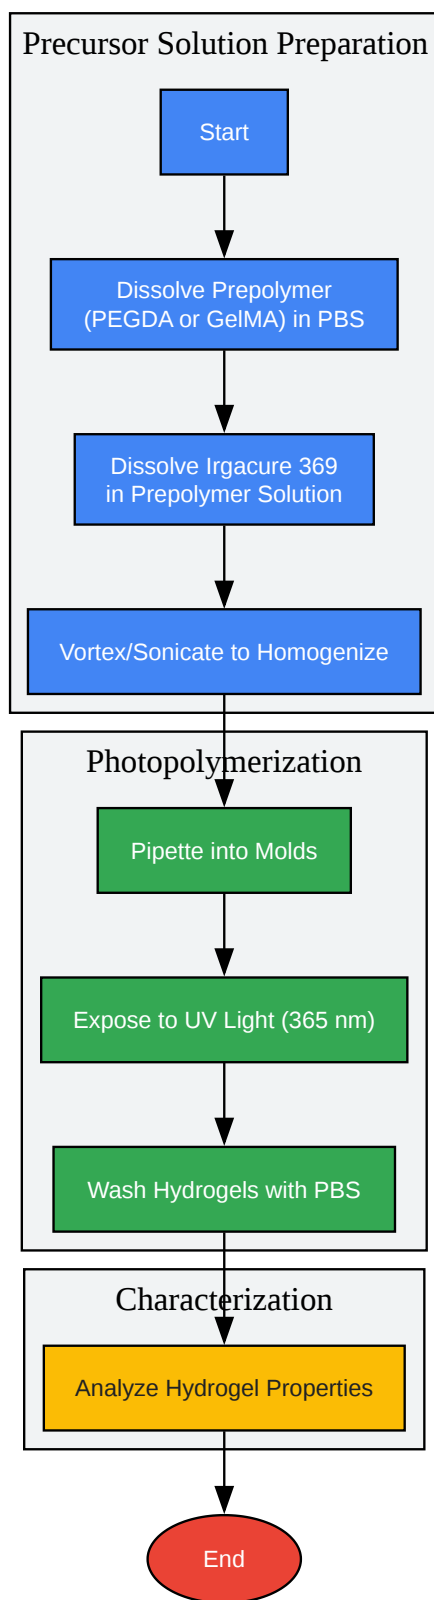 Precursor Solution Preparation
Start
Dissolve Prepolymer
(PEGDA or GelMA) in PBS
Dissolve Irgacure 369
in Prepolymer Solution
Vortex/Sonicate to Homogenize
Photopolymerization
Pipette into Molds
Expose to UV Light (365 nm)
Wash Hydrogels with PBS
Characterization
Analyze Hydrogel Properties
End